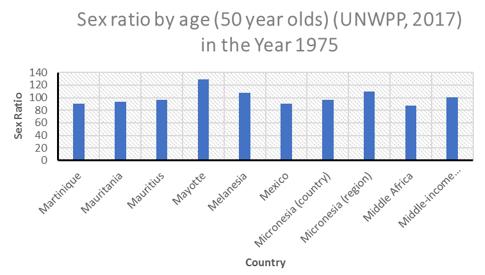 Sex ratio by age (50 year olds) (UNWPP, 2017)
in the Year 1975
140
120
100
80
60
40
20
0
Sex Ratio
Martinique
Mauritania
Mauritius
Mayotte
Melanesia
Mexico
Micronesia (country)
Micronesia (region)
Middle Africa
Middle-income...
Country